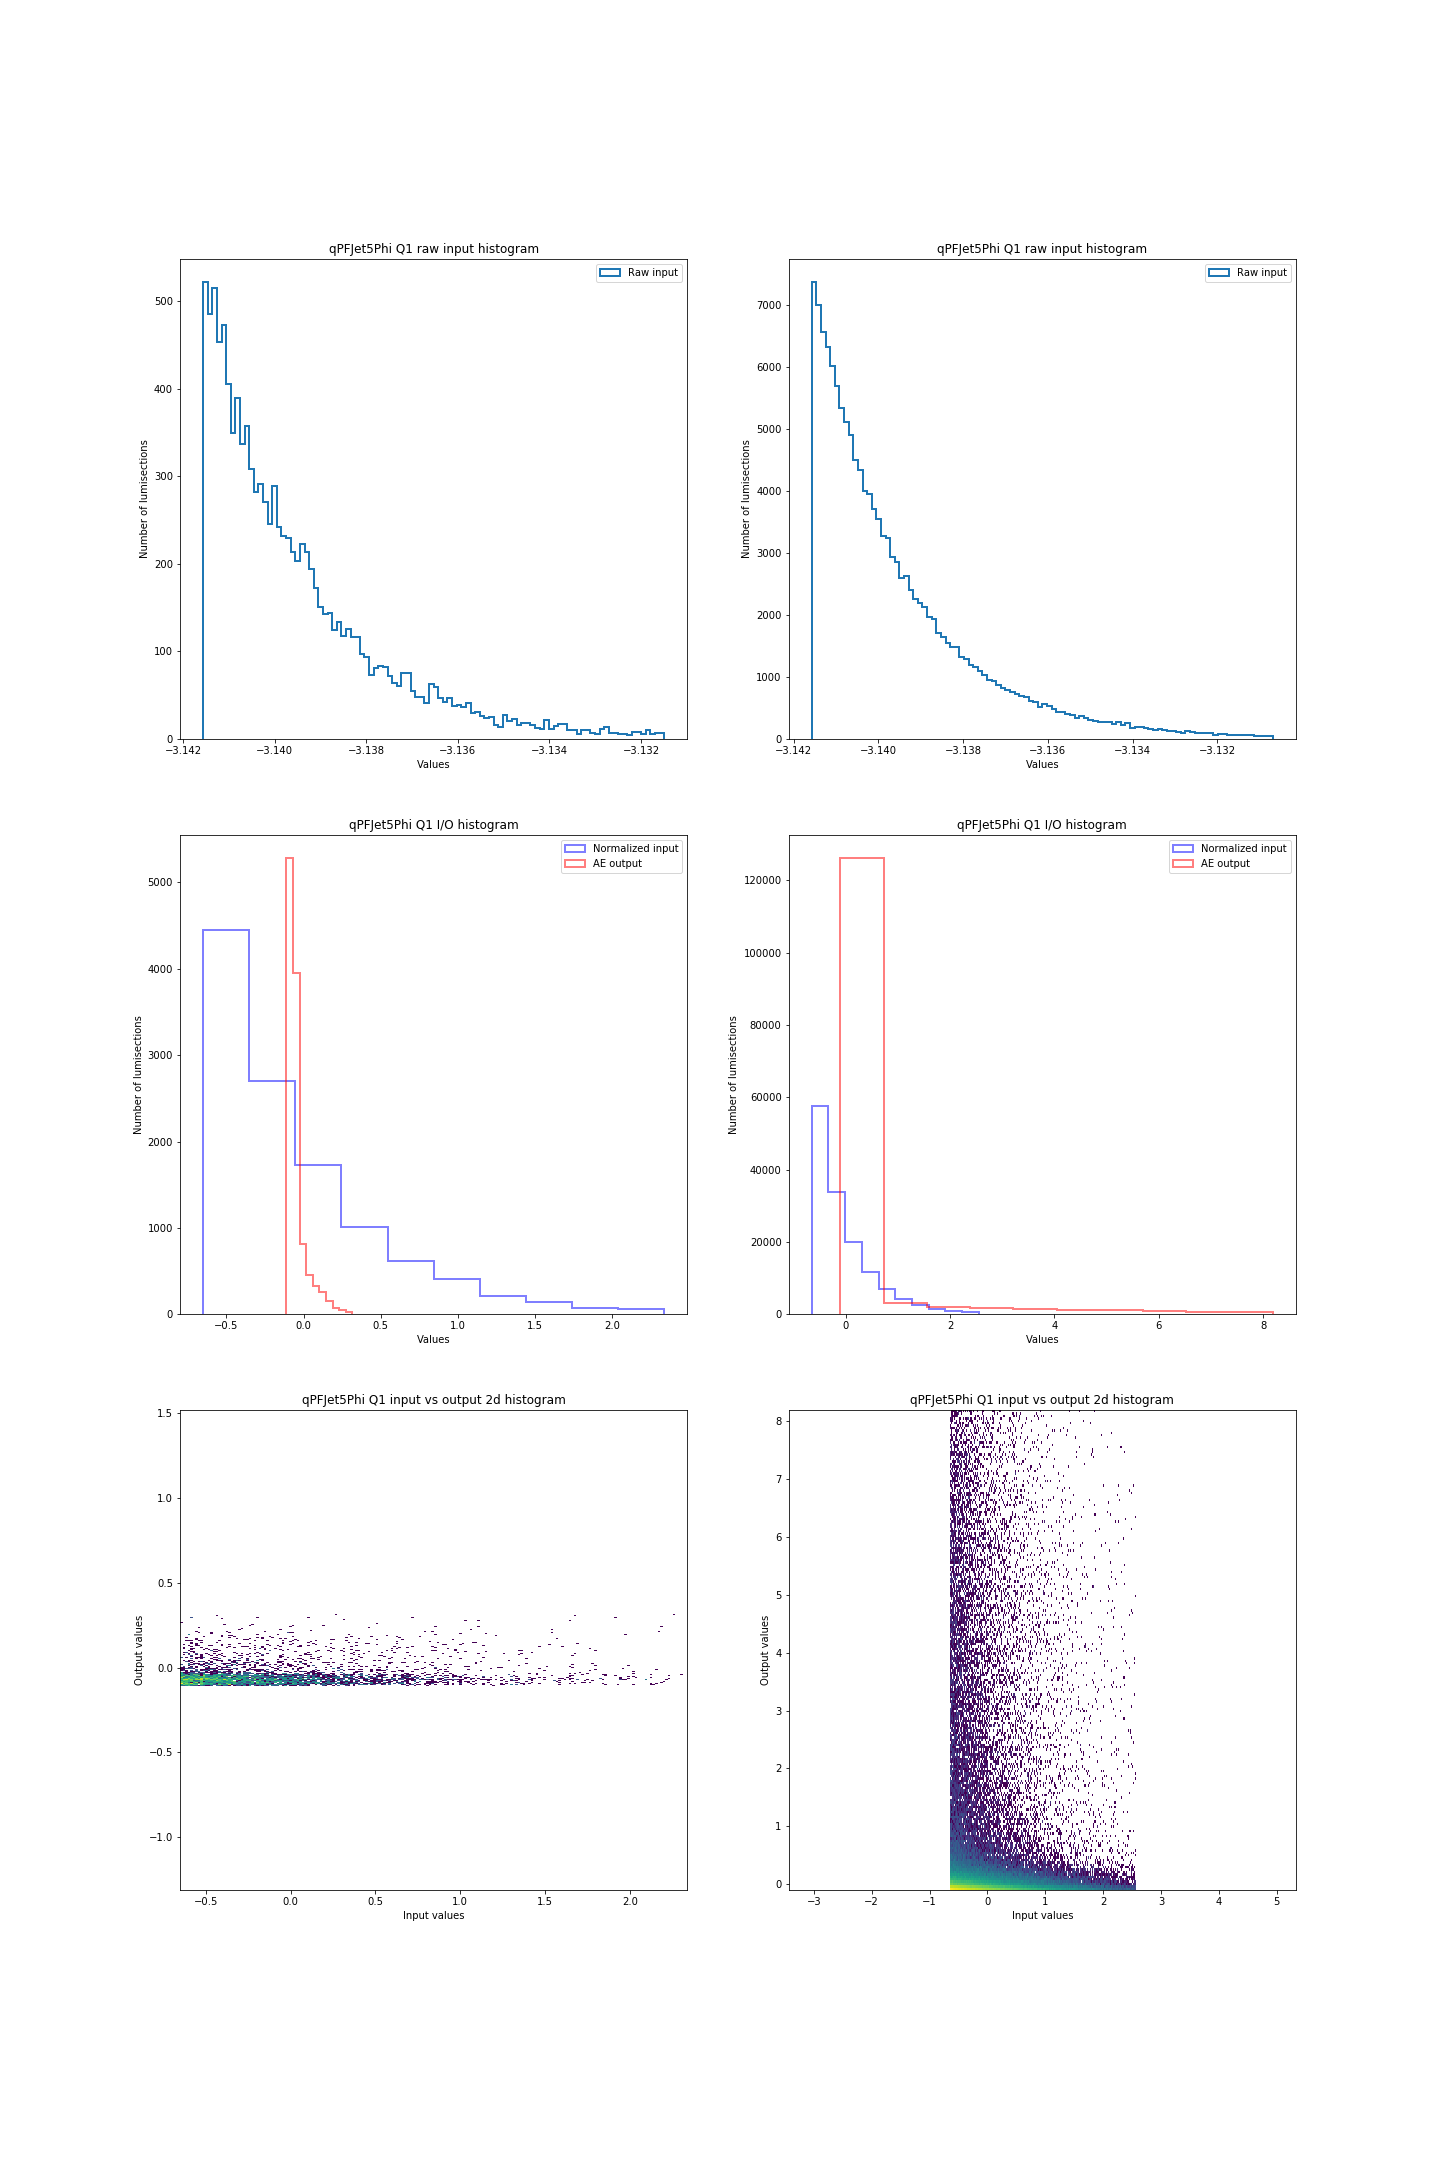 qPFJet5Phi Q1 raw input histogram
Raw input
500
400
300
200
100
0
Number of lumisections
−3.142 −3.140 −3.138 −3.136 −3.134 −3.132
Values
qPFJet5Phi Q1 raw input histogram
Raw input
7000
6000
5000
4000
3000
2000
1000
0
Number of lumisections
−3.142 −3.140 −3.138 −3.136 −3.134 −3.132
Values
qPFJet5Phi Q1 I/O histogram
Normalized input
AE output
5000
4000
3000
2000
1000
0
Number of lumisections
−0.5 0.0 0.5 1.0 1.5 2.0
Values
qPFJet5Phi Q1 I/O histogram
Normalized input
AE output
120000
100000
80000
60000
40000
20000
0
Number of lumisections
0 2 4 6 8
Values
qPFJet5Phi Q1 input vs output 2d histogram
1.5
1.0
0.5
0.0
−0.5
−1.0
Output values
−0.5 0.0 0.5 1.0 1.5 2.0
Input values
qPFJet5Phi Q1 input vs output 2d histogram
8
7
6
5
4
3
2
1
0
Output values
−3 −2 −1 0 1 2 3 4 5
Input values